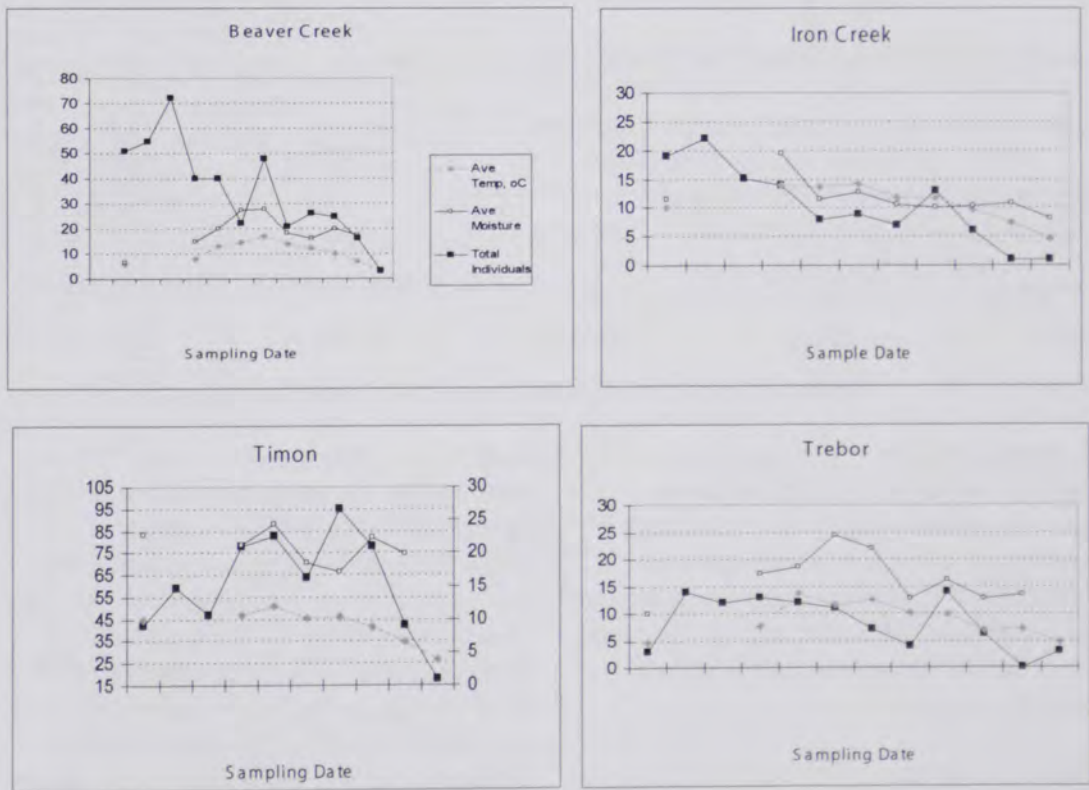 Beaver Creek
80
70
60
50
40
30
20
10
0
Sampling Date
Ave
Temp, oC
Ave
Moisture
Total
Individuals
Iron Creek
30
25
20
15
10
5
0
Sample Date
Timon
105
95
85
75
65
55
45
35
25
15
30
25
20
15
10
5
0
Sampling Date
Trebor
30
25
20
15
10
5
0
Sampling Date